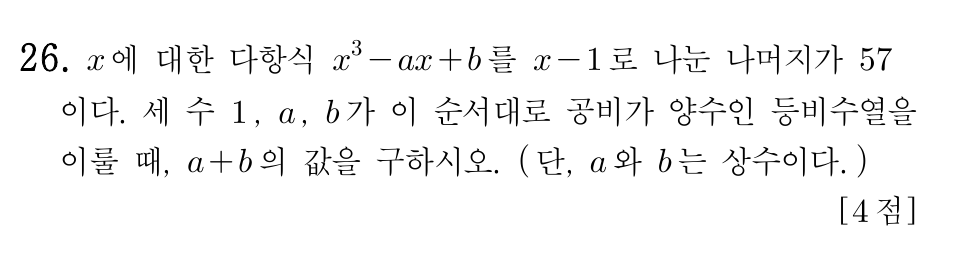 26. x에 대한 다항식 x³-ax+b를 x-1로 나눈 나머지가 57
이다. 세 수 1, a, b가 이 순서대로 공비가 양수인 등비수열을
이룰 때, a+b의 값을 구하시오. (단, a와 b는 상수이다.)
[4점]